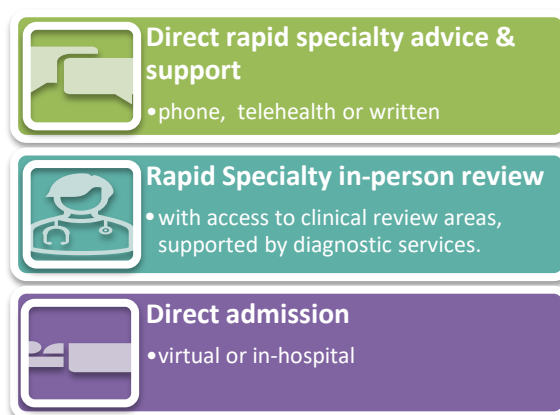 Direct rapid specialty advice &
support
•phone,  telehealth or written
Rapid Specialty in-person review
•with access to clinical review areas,
supported by diagnostic services.
Direct admission
•virtual or in-hospital